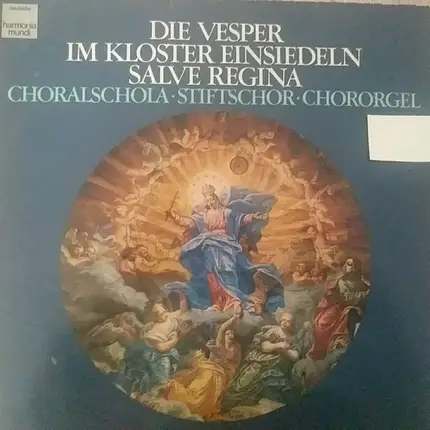 harmonia
mundi
DIE VESPER
IM KLOSTER EINSIEDELN
SALVE REGINA
CHORALSCHOLA · STIFTSCHOR · CHORORGEL